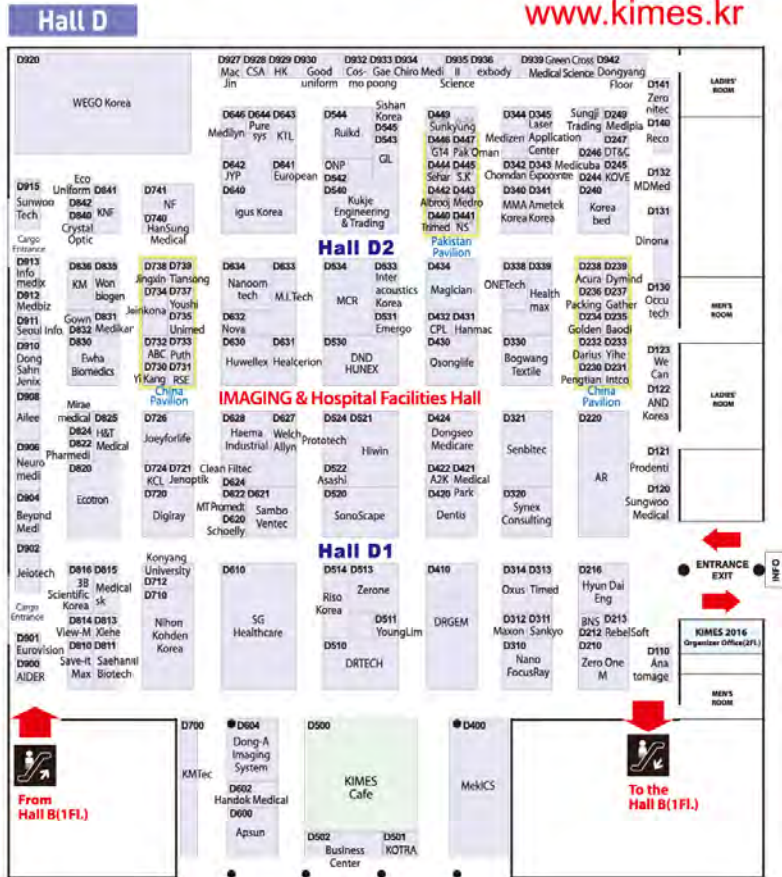 Hall D
www.kimes.kr
D920
WEGO Korea
D927 D928 D929 D930 D932 D933 D934 D935 D936 D939 Green Cross D942
Mac CSA HK Good Cos- Gae Chiro Medi II exbody Medical Science Dongyang
Jin uniform mo poong Science Floor
D141
Zero
nitec
LADIES'
ROOM
D646 D644 D643
Medilyn Pure KTL
sys
D544
Ruikd
Sishan
Korea
D545
D543
GIL
D449
Sunkyung
D446 D447
G14 Pak Oman
D344 D345
Medizen Laser
Application
Center
Sungji D249
Trading Medipia
D247
D246 DT&C
D140
Reco
D642 D641
JYP European
ONP
D542
D444 D445
Sehar S.K
D342 D343
Chomdan Expocentre
Medicuba D245
D244 KOVE
D132
MDMed
D915
Sunwoo
Tech
Eco
Uniform D841
D842 KNF
D840
Crystal
Optic
D741
NF
D740
HanSung
Medical
D640
Igus Korea
D540
Kukje
Engineering
& Trading
D442 D443
Albrooj Medro
D440 D441
Trimed NS
Pakistan
Pavilion
D340 D341
MMA Ametek
Korea Korea
D240
Korea
bed
D131
Dinona
Cargo
Entrance
Hall D2
D913
Info
medix
D912
Medbiz
D911
Seoul Info.
D836 D835
KM Won
biogen
Gown D831
D832 Medikar
D738 D739
Jingxin Tiansong
D734 D737
Jeinkona Youshi
D735
Unimed
D634 D633
Nanoom M.I.Tech
tech
D632
Nova
D534
MCR
D533
Inter
acoustics
Korea
D531
Emergo
D434
Magician
D432 D431
CPL Hanmac
D338 D339
ONETech Health
max
D238 D239
Acura Dymind
D236 D237
Packing Gather
D234 D235
Golden Baodi
D130
Occu
tech
MEN'S
ROOM
D910
Dong
Sahn
Jenix
D830
Ewha
Biomedics
D732 D733
ABC Puth
D730 D731
YiKang RSE
China
Pavilion
D630 D631
Huwellex Healcerion
D530
DND
HUNEX
D430
Osonglife
D330
Bogwang
Textile
D232 D233
Darius Yihe
D230 D231
Pengtian Intco
China
Pavilion
D123
We
Can
D122
AND
Korea
LADIES'
ROOM
IMAGING & Hospital Facilities Hall
D908
Ailee
Mirae
medical D825
D824 H&T
D822 Medical
Pharmedi
D726
Joeyforlife
D628 D627
Haema Welch
Industrial Allyn
D524 D521
Prototech Hiwin
D424
Dongseo
Medicare
D321
Senbitec
D220
AR
D906
Neuro
medi
D820
Ecotron
D724 D721
KCL Jenoptik
Clean Filtec
D624
D522
Asashi
D422 D421
A2K Medical
D420 Park
Dentis
D121
Prodenti
D904
Beyond
Medi
D720
Digiray
D622 D621
MTPromedt Sambo
D620 Ventec
Schoelly
D520
SonoScape
D320
Synex
Consulting
D120
Sungwoo
Medical
Hall D1
D902
Jeiotech
D816 D815
3B Medical
Scientific sk
Korea
Konyang
University
D712
D710
Nihon
Kohden
Korea
D610
SG
Healthcare
D514 D513
Riso Zerone
Korea
D511
YoungLim
D410
DRGEM
D314 D313
Oxus Timed
D216
Hyun Dai
Eng
ENTRANCE
EXIT
INFO
Cargo
Entrance
D901
Eurovision
D900
AIDER
D814 D813
View-M Xiehe
D810 D811
Save-it Saehansl
Max Biotech
D510
DRTECH
D312 D311
Maxon Sankyo
D310
Nano
FocusRay
BNS D213
D212 RebelSoft
D210
Zero One
M
D110
Ana
tomage
KIMES 2016
Organizer Office(2FL)
MEN'S
ROOM
From
Hall B(1Fl.)
D700
KMTec
D604
Dong-A
Imaging
System
D602
Handok Medical
D600
Apsun
D500
KIMES
Cafe
D502 D501
Business KOTRA
Center
D400
MekICS
To the
Hall B(1Fl.)